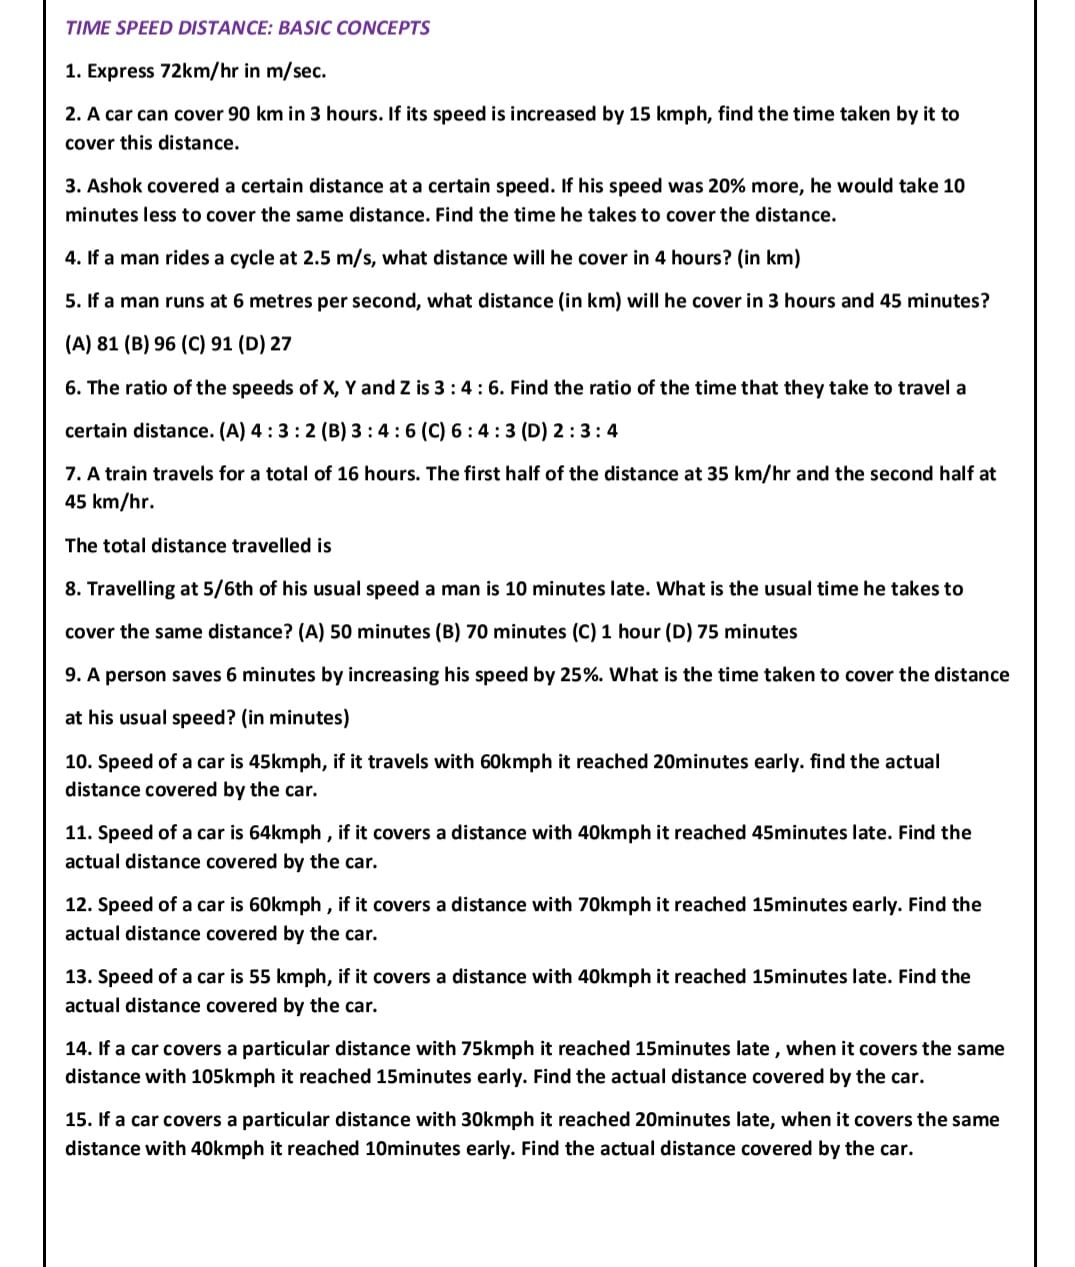 TIME SPEED DISTANCE: BASIC CONCEPTS
1. Express 72km/hr in m/sec.
2. A car can cover 90 km in 3 hours. If its speed is increased by 15 kmph, find the time taken by it to
cover this distance.
3. Ashok covered a certain distance at a certain speed. If his speed was 20% more, he would take 10
minutes less to cover the same distance. Find the time he takes to cover the distance.
4. If a man rides a cycle at 2.5 m/s, what distance will he cover in 4 hours? (in km)
5. If a man runs at 6 metres per second, what distance (in km) will he cover in 3 hours and 45 minutes?
(A) 81 (B) 96 (C) 91 (D) 27
6. The ratio of the speeds of X, Y and Z is 3 : 4 : 6. Find the ratio of the time that they take to travel a
certain distance. (A) 4 : 3 : 2 (B) 3 : 4 : 6 (C) 6 : 4 : 3 (D) 2 : 3 : 4
7. A train travels for a total of 16 hours. The first half of the distance at 35 km/hr and the second half at
45 km/hr.
The total distance travelled is
8. Travelling at 5/6th of his usual speed a man is 10 minutes late. What is the usual time he takes to
cover the same distance? (A) 50 minutes (B) 70 minutes (C) 1 hour (D) 75 minutes
9. A person saves 6 minutes by increasing his speed by 25%. What is the time taken to cover the distance
at his usual speed? (in minutes)
10. Speed of a car is 45kmph, if it travels with 60kmph it reached 20minutes early. find the actual
distance covered by the car.
11. Speed of a car is 64kmph , if it covers a distance with 40kmph it reached 45minutes late. Find the
actual distance covered by the car.
12. Speed of a car is 60kmph , if it covers a distance with 70kmph it reached 15minutes early. Find the
actual distance covered by the car.
13. Speed of a car is 55 kmph, if it covers a distance with 40kmph it reached 15minutes late. Find the
actual distance covered by the car.
14. If a car covers a particular distance with 75kmph it reached 15minutes late , when it covers the same
distance with 105kmph it reached 15minutes early. Find the actual distance covered by the car.
15. If a car covers a particular distance with 30kmph it reached 20minutes late, when it covers the same
distance with 40kmph it reached 10minutes early. Find the actual distance covered by the car.